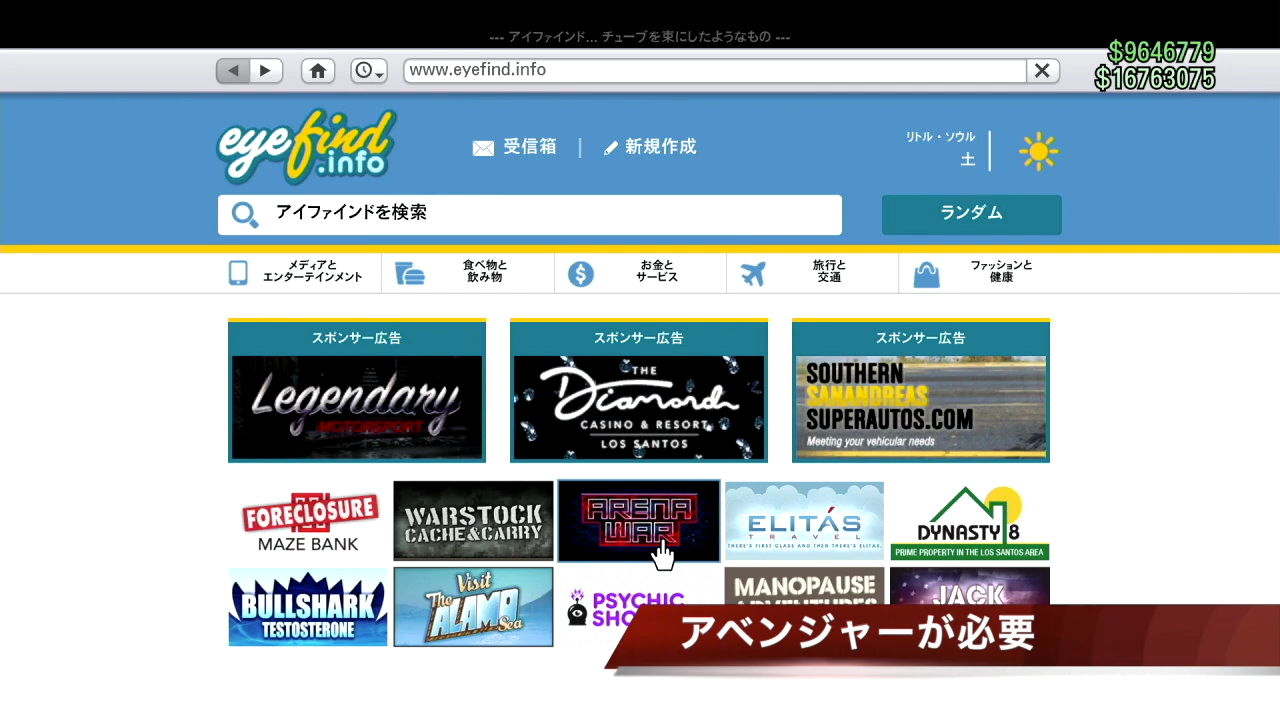 --- アイファインド... チューブを束にしたようなもの ---
$9646779
$16763075
www.eyefind.info
eyefind
.info
受信箱
新規作成
リトル・ソウル
土
アイファインドを検索
ランダム
メディアと
エンターテインメント
食べ物と
飲み物
お金と
サービス
旅行と
交通
ファッションと
健康
スポンサー広告
Legendary
MOTORSPORT
スポンサー広告
THE
Diamond
CASINO & RESORT
LOS SANTOS
スポンサー広告
SOUTHERN
SANANDREAS
SUPERAUTOS.COM
Meeting your vehicular needs
FORECLOSURE
MAZE BANK
WARSTOCK
CACHE&CARRY
ARENA
WAR
ELITÁS
TRAVEL
THERE'S FIRST CLASS AND THEN THERE'S ELITAS.
DYNASTY 8
PRIME PROPERTY IN THE LOS SANTOS AREA
BULLSHARK
TESTOSTERONE
Visit
The ALAMO Sea
PSYCHIC
SHO
MANOPAUSE
ADVENTURES
JACK
アベンジャーが必要